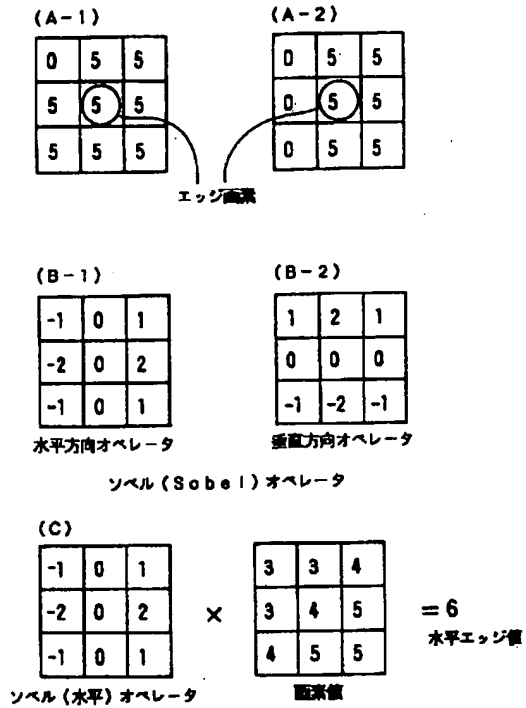 (A-1) (A-2)
0 5 5 0 5 5
5 5 5 0 5 5
5 5 5 0 5 5
エッジ画素
(B-1) (B-2)
-1 0 1 1 2 1
-2 0 2 0 0 0
-1 0 1 -1 -2 -1
水平方向オペレータ 垂直方向オペレータ
ソベル(Sobel)オペレータ
(C)
-1 0 1 3 3 4
-2 0 2 × 3 4 5 =6
-1 0 1 4 5 5
水平エッジ値
ソベル(水平)オペレータ 画素値